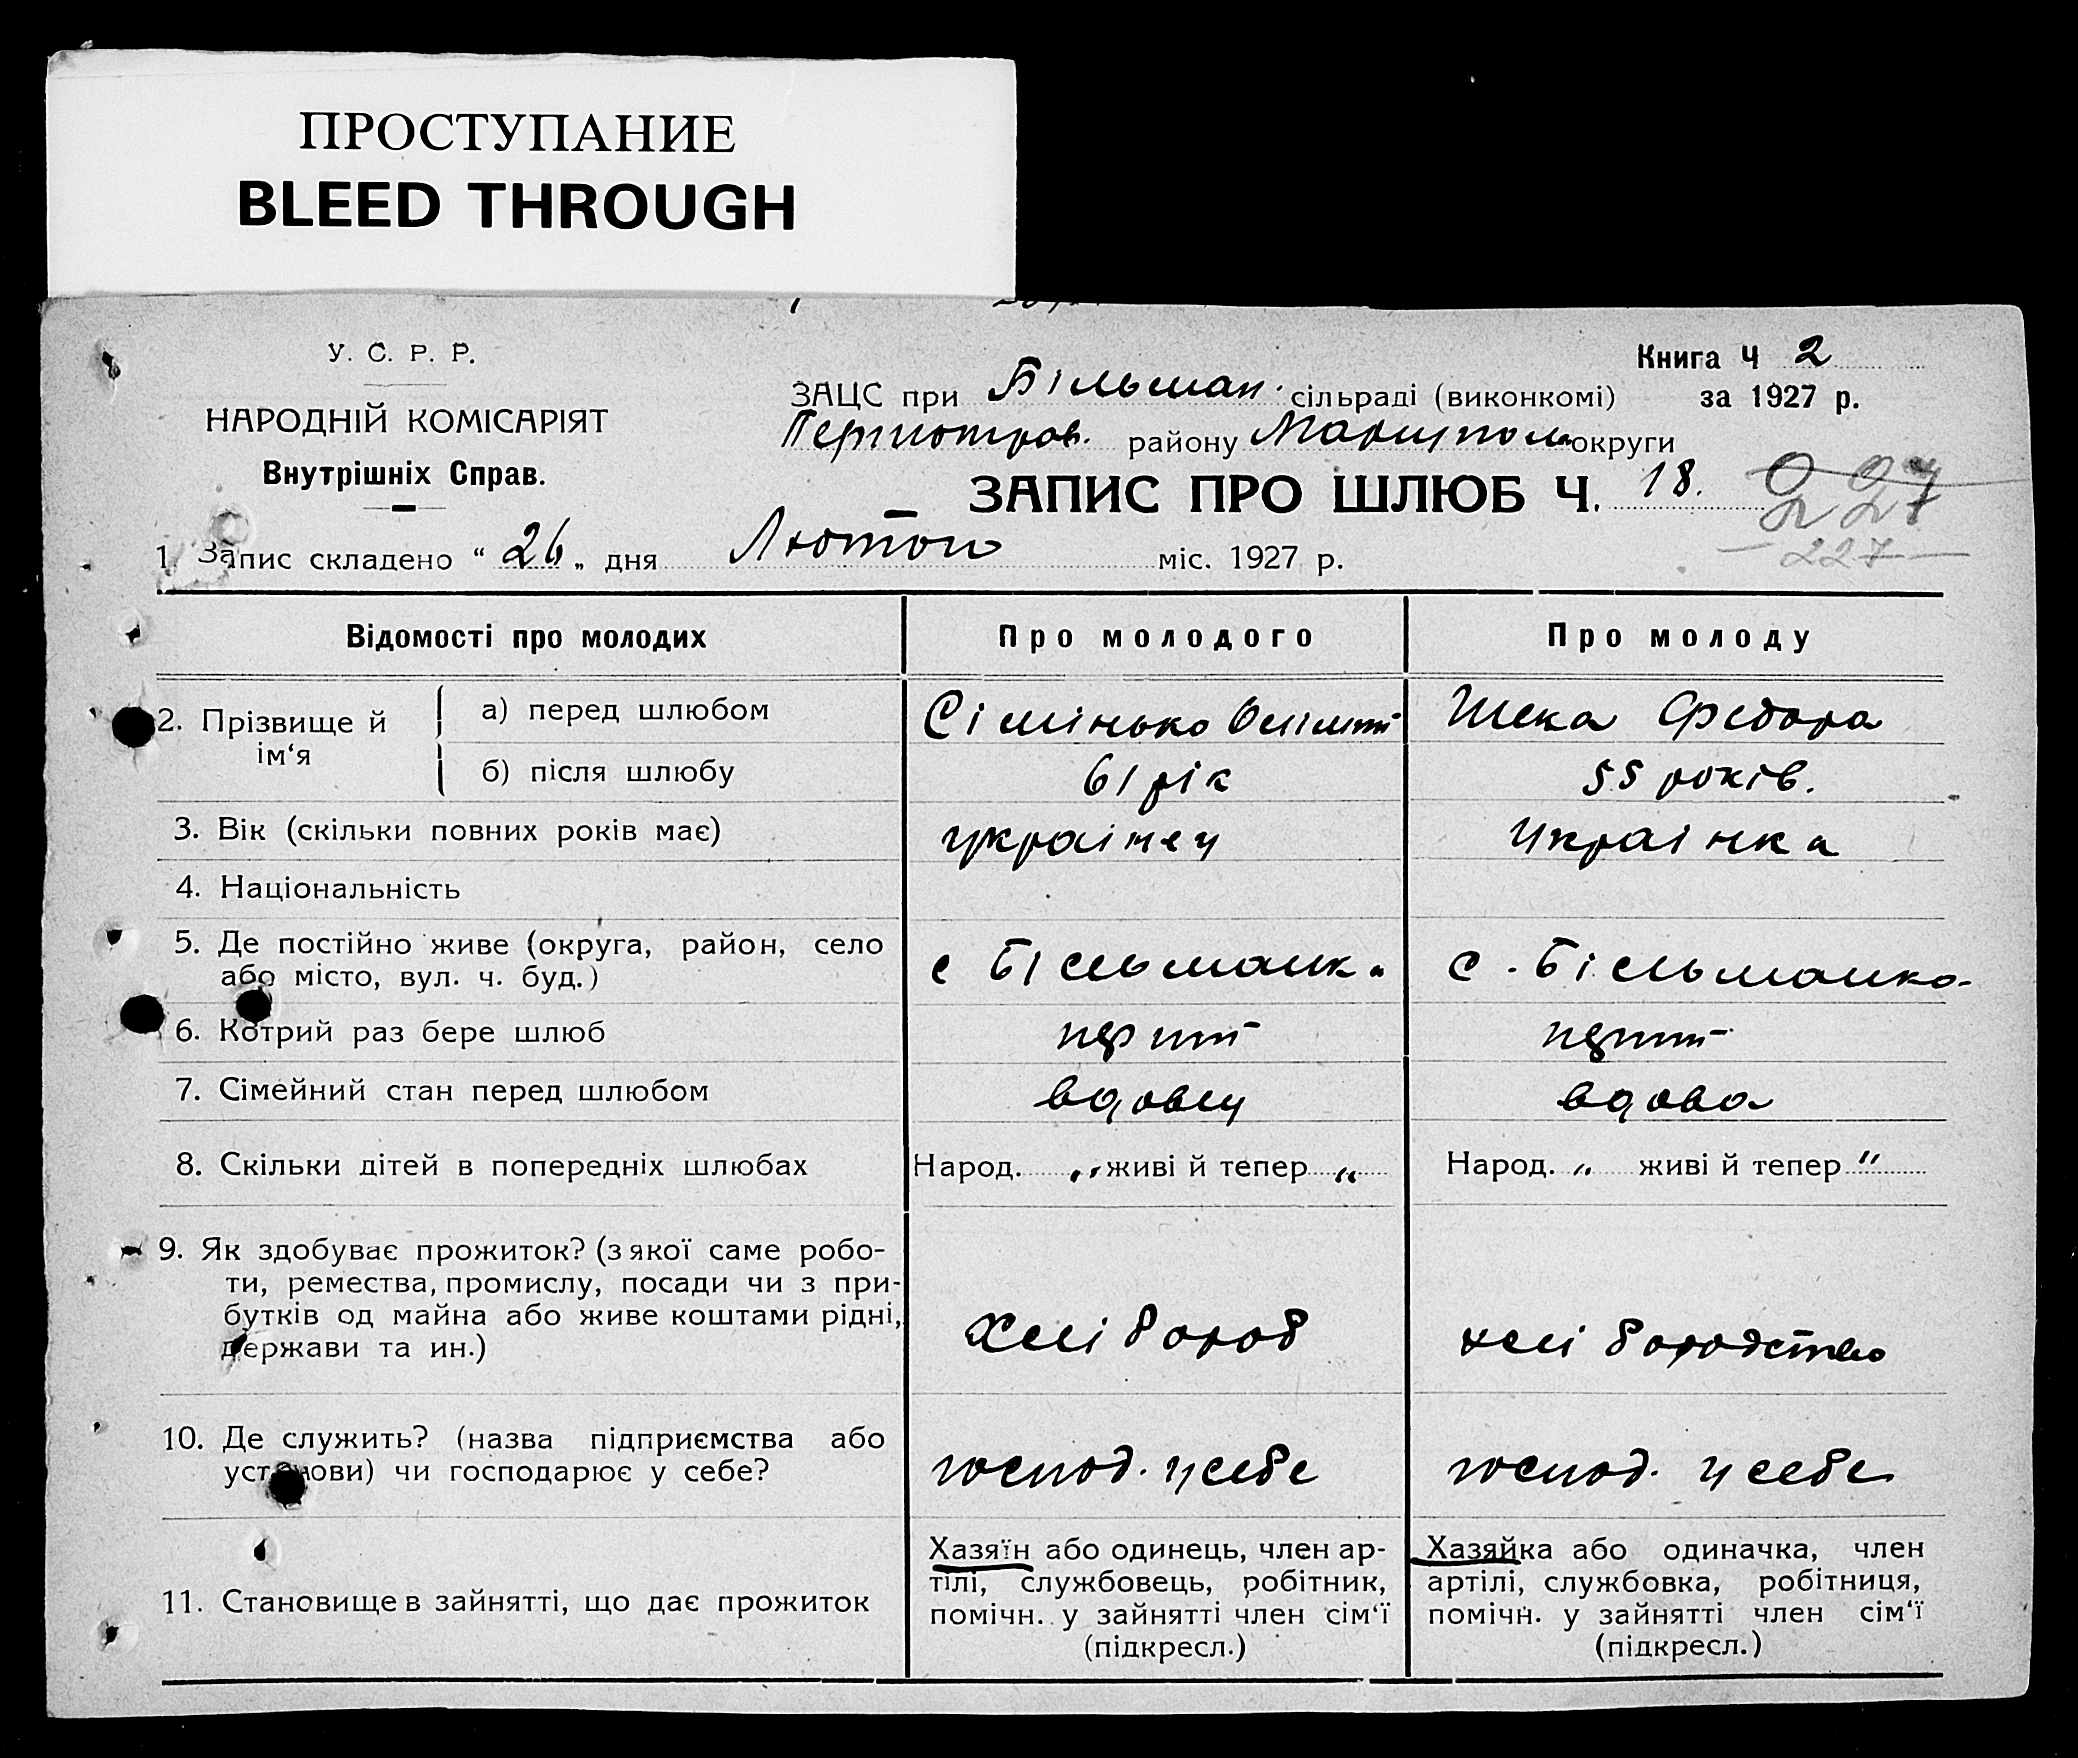 ПРОСТУПАНИЕ
BLEED THROUGH
У. С. Р. Р.
НАРОДНІЙ КОМІСАРІЯТ
Внутрішніх Справ.
Книга Ч 2
за 1927 р.
ЗАЦС при Більман. сільраді (виконкомі)
району Маріупол округи
ЗАПИС ПРО ШЛЮБ Ч. 18.
227
227
1. Запис складено “ 26 „ дня Лютого міс. 1927 р.
Відомості про молодих Про молодого Про молоду
2. Прізвище й ім‘я
а) перед шлюбом Сімінько Шека Федора
б) після шлюбу 61 рік 55 років.
3. Вік (скільки повних років має) українец Українка
4. Національність
5. Де постійно живе (округа, район, село
або місто, вул. ч. буд.) с Більманк с. Більманка
6. Котрий раз бере шлюб
7. Сімейний стан перед шлюбом вдовец вдова
8. Скільки дітей в попередніх шлюбах Народ. „ живі й тепер „ Народ. „ живі й тепер "
9. Як здобуває прожиток? (з якої саме робо-
ти, ремества, промислу, посади чи з при-
бутків од майна або живе коштами рідні,
держави та ин.) Хлібороб хліборобство
10. Де служить? (назва підприємства або
установи) чи господарює у себе? господ. у себе господ. у себе
11. Становище в зайнятті, що дає прожиток
Хазяїн або одинець, член ар-
тілі, службовець, робітник,
помічн. у зайнятті член сім‘ї
(підкресл.)
Хазяйка або одиначка, член
артілі, службовка, робітниця,
помічн. у зайнятті член сім‘ї
(підкресл.)